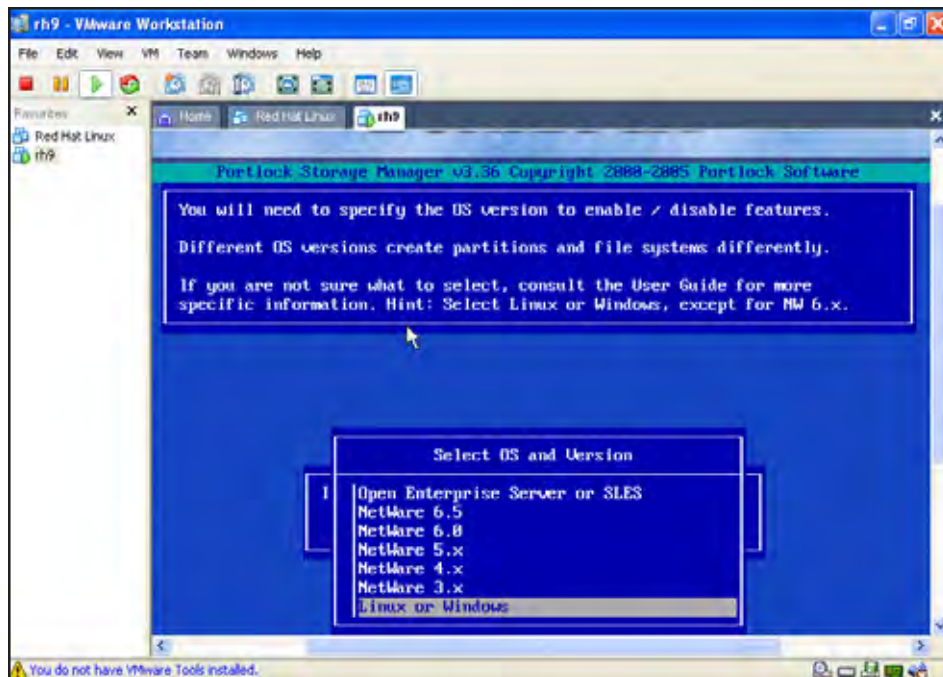 rh9 - VMware Workstation
File Edit View VM Team Windows Help
Favorites
Home Red Hat Linux rh9
Red Hat Linux
rh9
Portlock Storage Manager v3.36 Copyright 2000-2005 Portlock Software
You will need to specify the OS version to enable / disable features.
Different OS versions create partitions and file systems differently.
If you are not sure what to select, consult the User Guide for more
specific information. Hint: Select Linux or Windows, except for NW 6.x.
Select OS and Version
I
Open Enterprise Server or SLES
NetWare 6.5
NetWare 6.0
NetWare 5.x
NetWare 4.x
NetWare 3.x
Linux or Windows
You do not have VMware Tools installed.